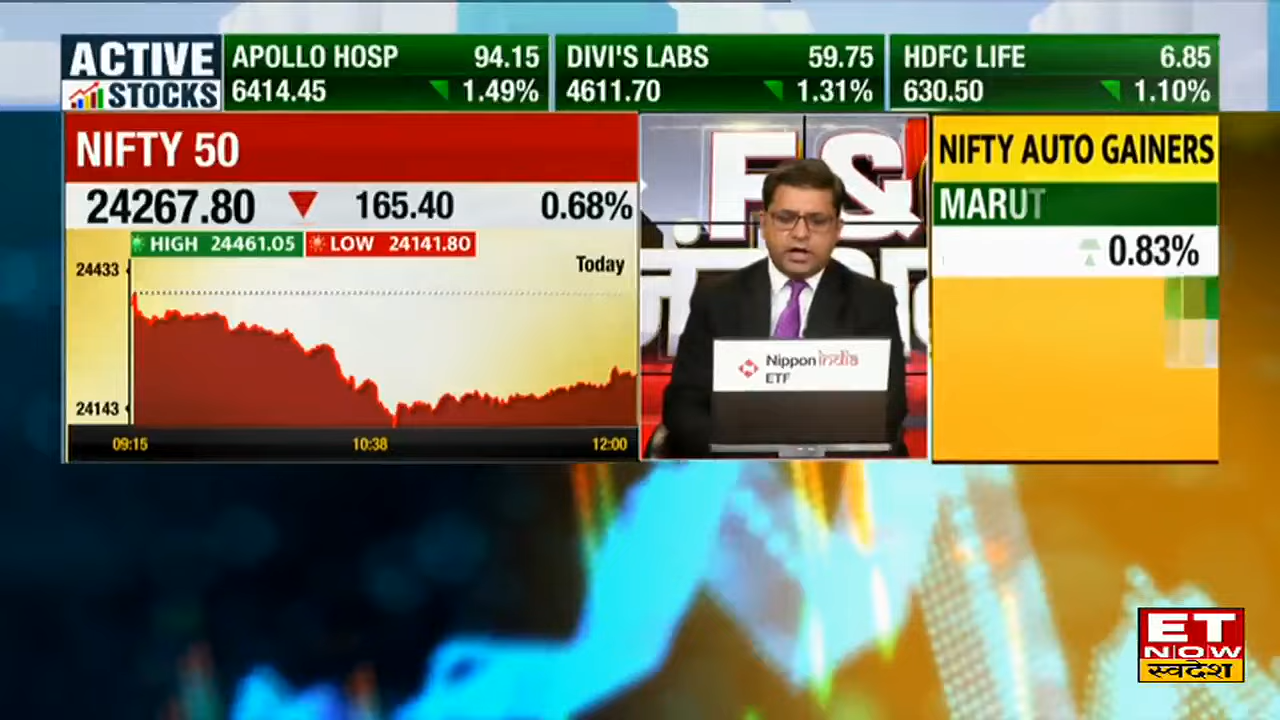 ACTIVE
STOCKS
APOLLO HOSP 94.15
6414.45 1.49%
DIVI'S LABS 59.75
4611.70 1.31%
HDFC LIFE 6.85
630.50 1.10%
NIFTY 50
24267.80 165.40 0.68%
HIGH 24461.05 LOW 24141.80
Today
24433
24143
09:15 10:38 12:00
F&
Nippon india
ETF
NIFTY AUTO GAINERS
MARUT
0.83%
ET
NOW
स्वदेश